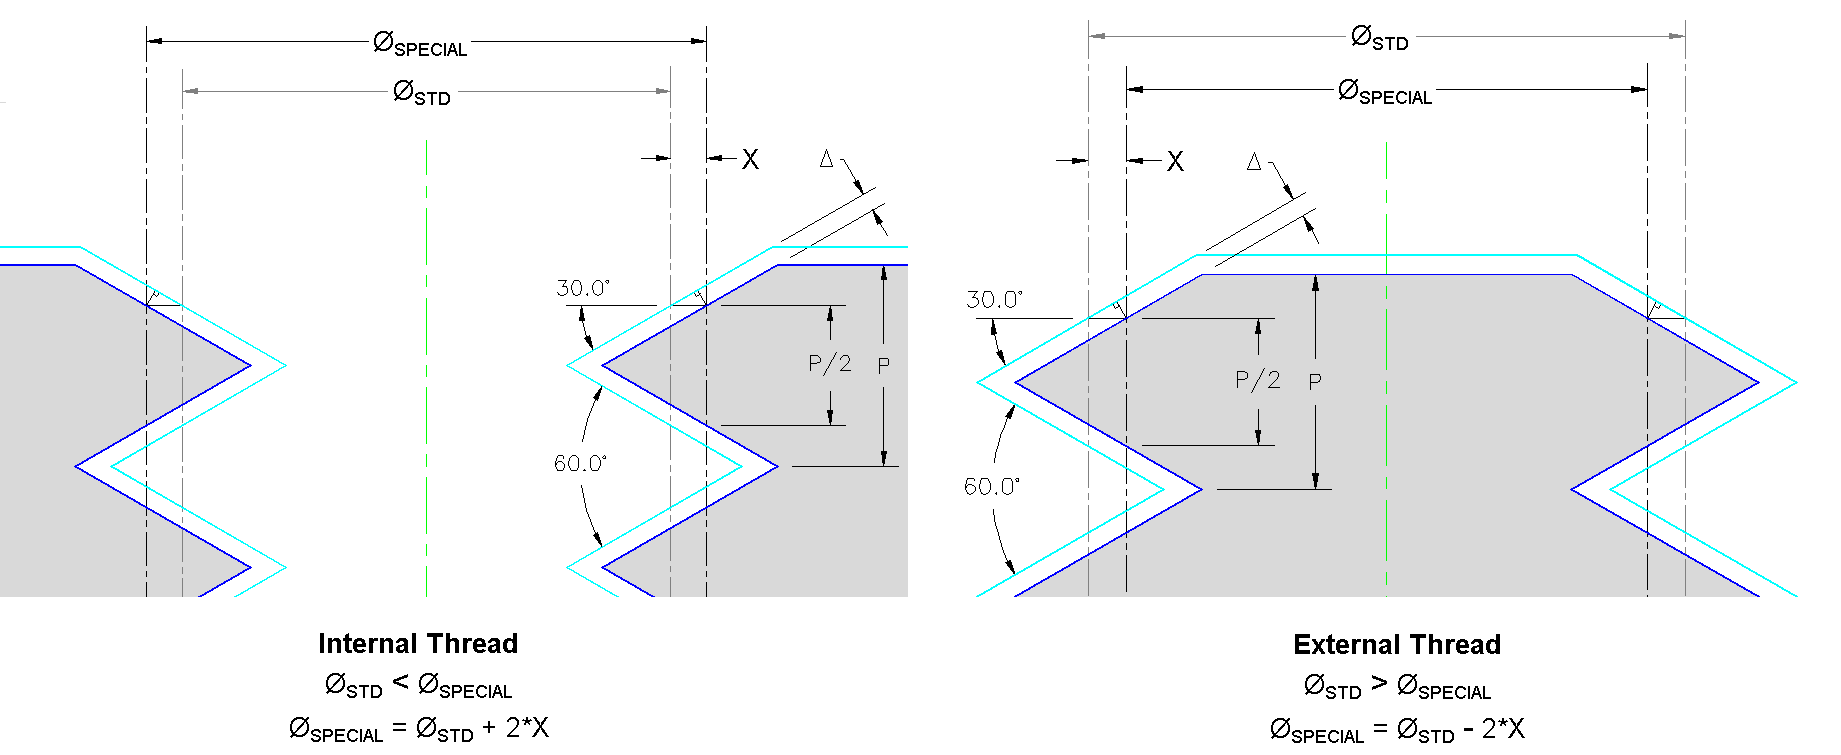 ØSPECIAL
ØSTD
X
Δ
30.0°
P/2
P
60.0°
Internal Thread
ØSTD < ØSPECIAL
ØSPECIAL = ØSTD + 2*X
ØSTD
ØSPECIAL
X
Δ
30.0°
P/2
P
60.0°
External Thread
ØSTD > ØSPECIAL
ØSPECIAL = ØSTD - 2*X